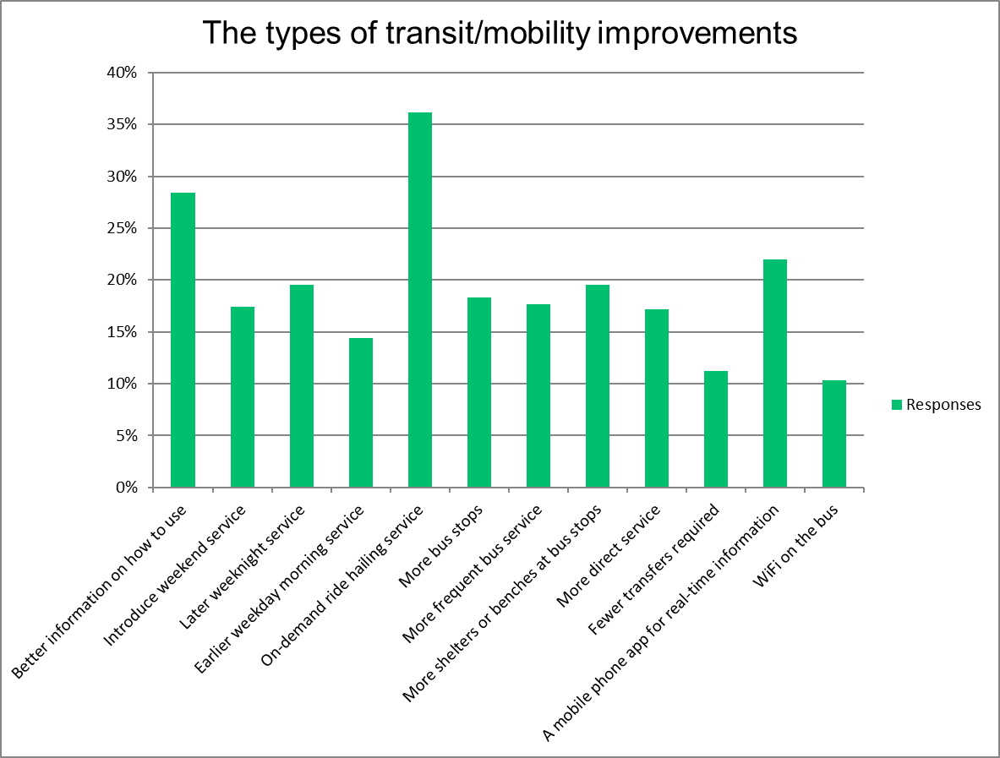 The types of transit/mobility improvements
40%
35%
30%
25%
20%
15%
10%
5%
0%
Responses
Better information on how to use
Introduce weekend service
Later weeknight service
Earlier weekday morning service
On-demand ride hailing service
More bus stops
More frequent bus service
More shelters or benches at bus stops
More direct service
Fewer transfers required
A mobile phone app for real-time information
WiFi on the bus